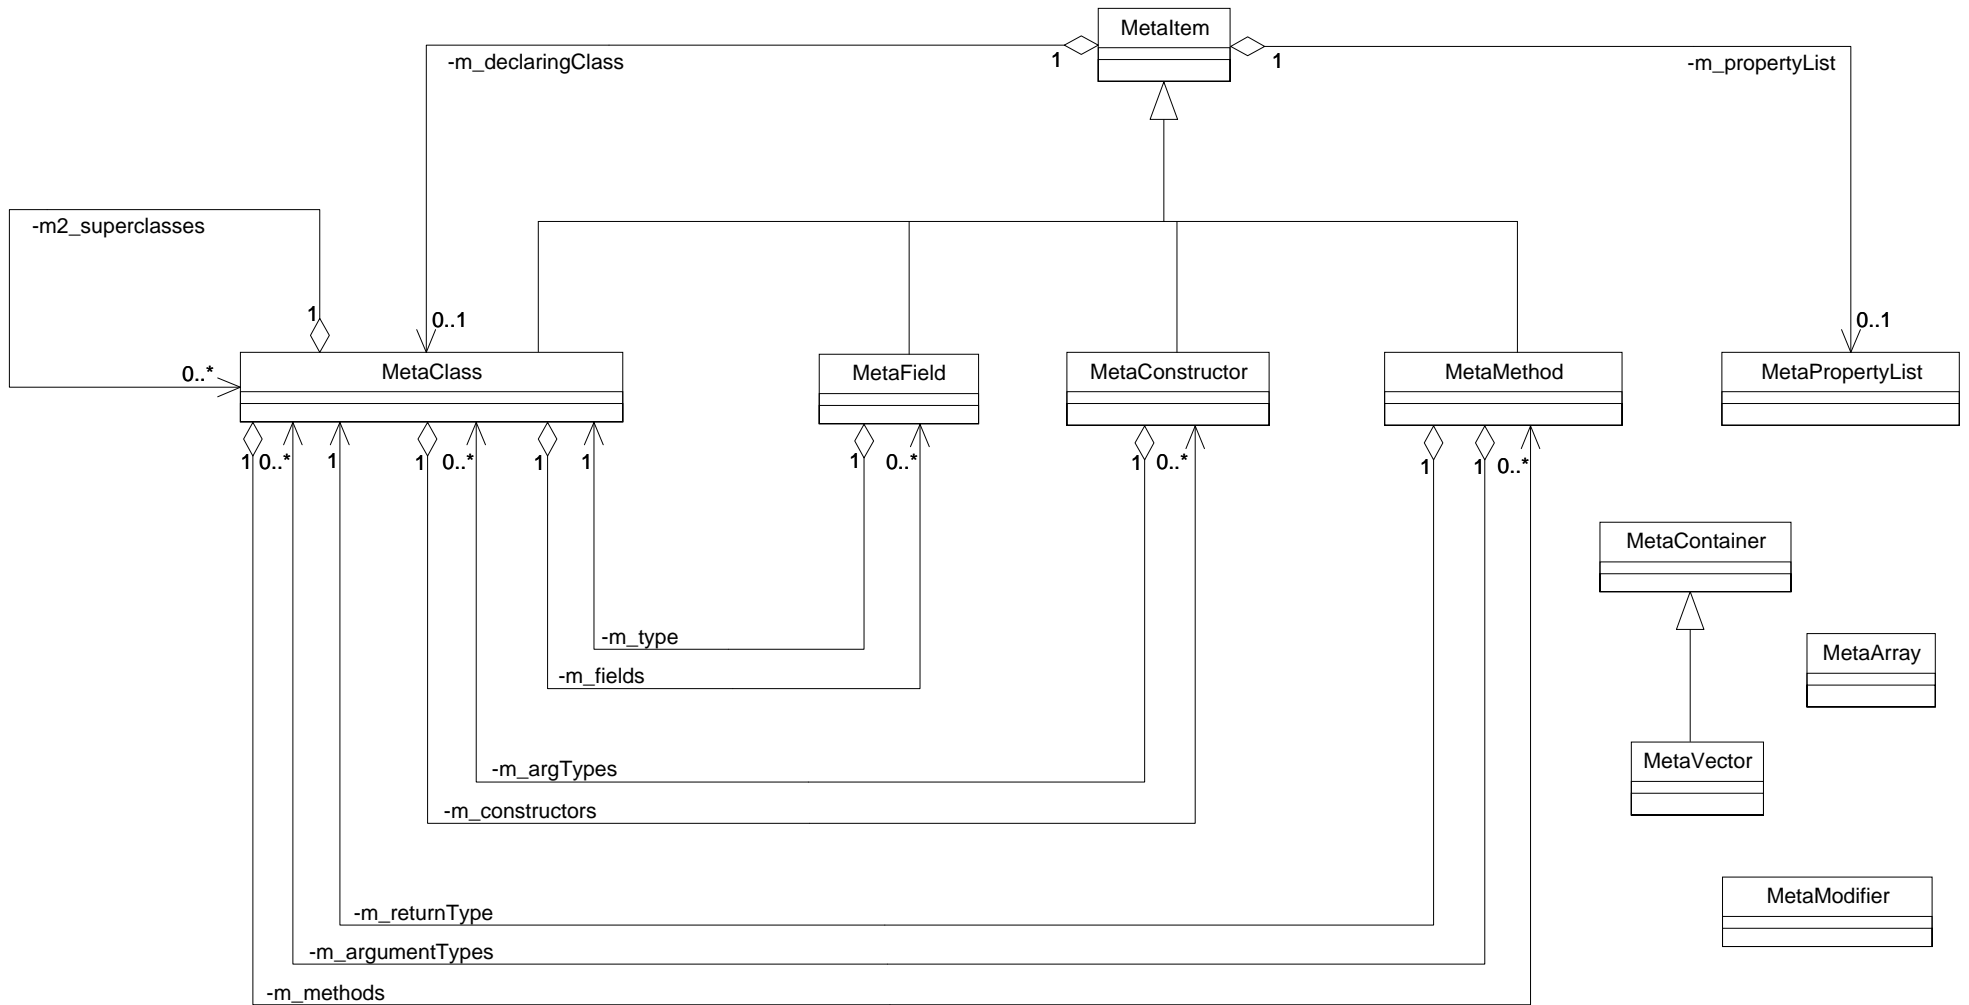 MetaItem
1
1
-m_declaringClass
-m_propertyList
-m2_superclasses
1
0..1
0..1
0..*
MetaClass
MetaField
MetaConstructor
MetaMethod
MetaPropertyList
1
0..*
1
1
0..*
1
1
1
0..*
1
0..*
1
1
0..*
MetaContainer
-m_type
MetaArray
-m_fields
MetaVector
-m_argTypes
-m_constructors
MetaModifier
-m_returnType
-m_argumentTypes
-m_methods